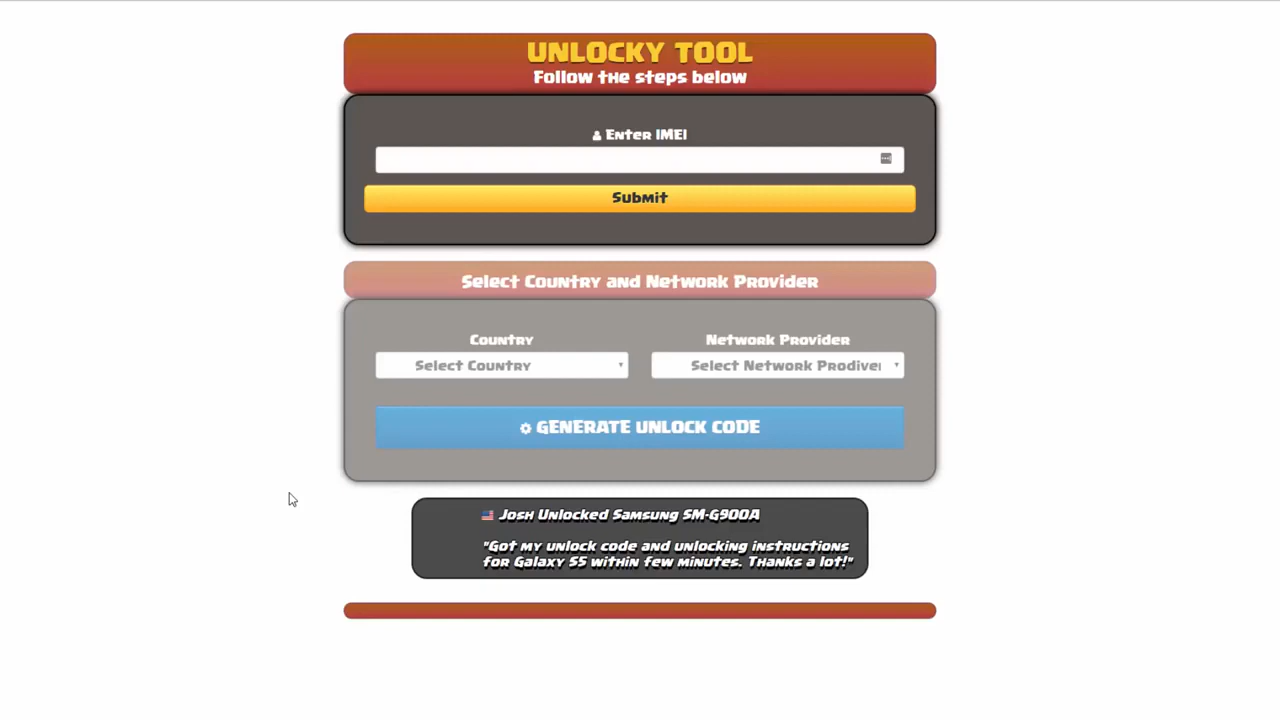 UNLOCKY TOOL
Follow the steps below
Enter IMEI
Submit
Select Country and Network Provider
Country
Network Provider
Select Country
Select Network Prodiver
GENERATE UNLOCK CODE
Josh Unlocked Samsung SM-G900A
"Got my unlock code and unlocking instructions
for Galaxy S5 within few minutes. Thanks a lot!"